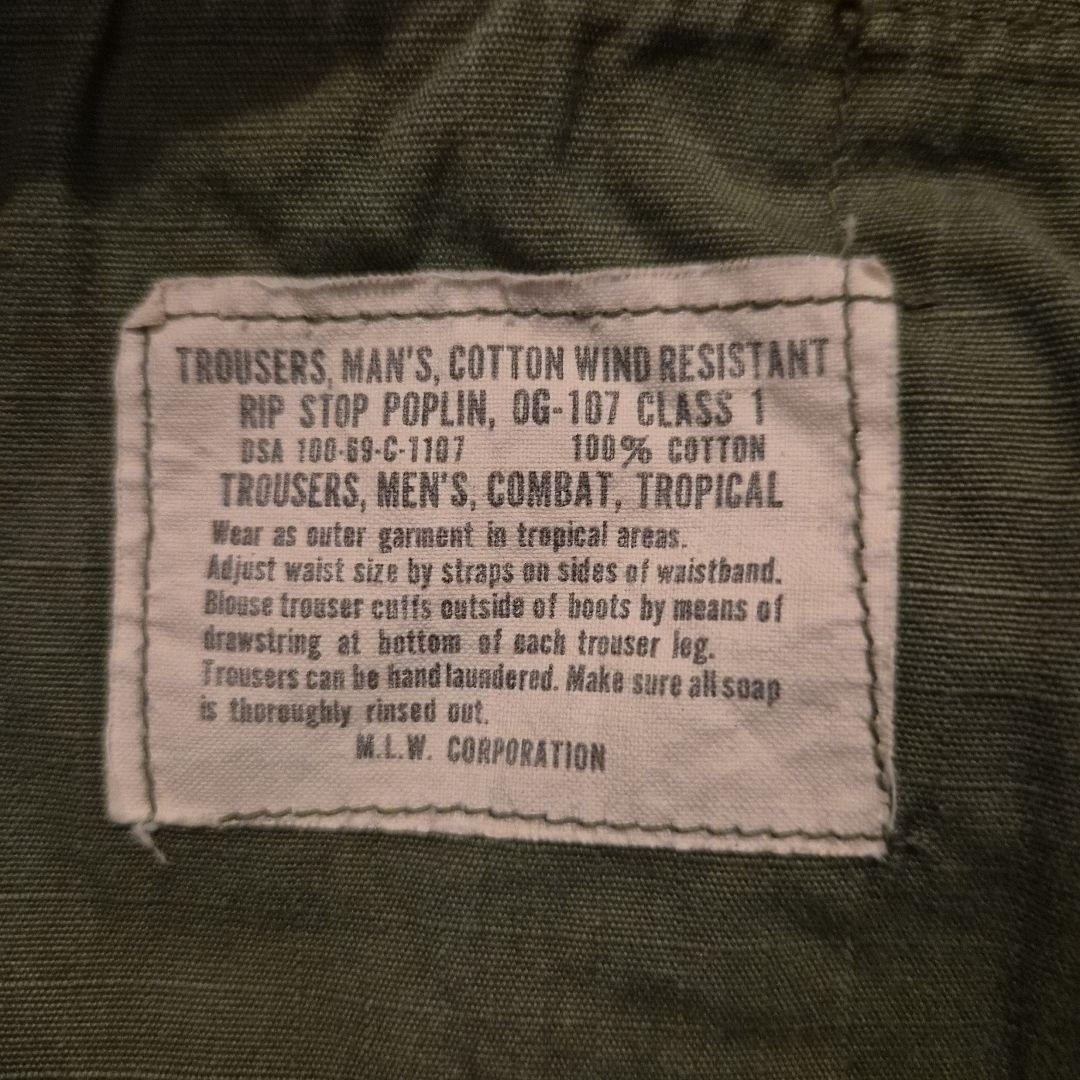 TROUSERS, MAN'S, COTTON WIND RESISTANT
RIP STOP POPLIN, OG-107 CLASS 1
DSA 100-69-C-1107 100% COTTON
TROUSERS, MEN'S, COMBAT, TROPICAL
Wear as outer garment in tropical areas.
Adjust waist size by straps on sides of waistband.
Blouse trouser cuffs outside of boots by means of
drawstring at bottom of each trouser leg.
Trousers can be hand laundered. Make sure all soap
is thoroughly rinsed out.
M.L.W. CORPORATION